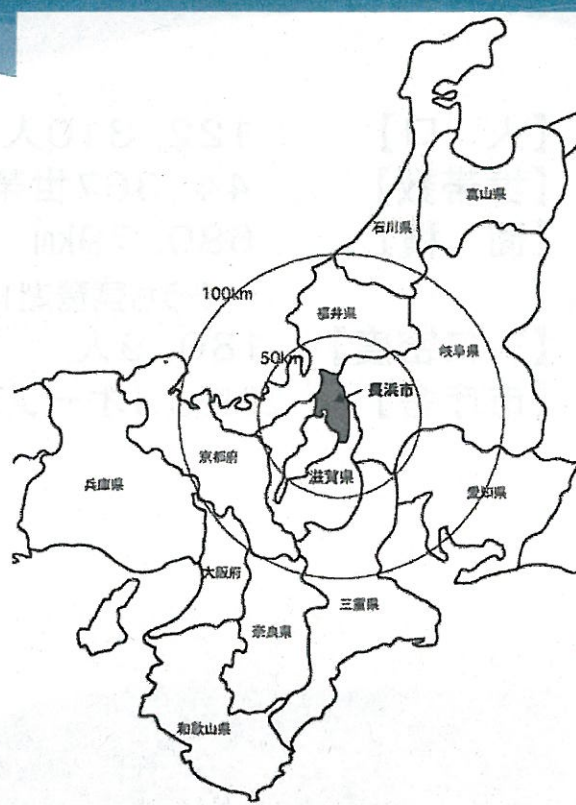 富山県
石川県
100km
福井県
岐阜県
50km
長浜市
京都府
滋賀県
愛知県
兵庫県
大阪府
三重県
奈良県
和歌山県